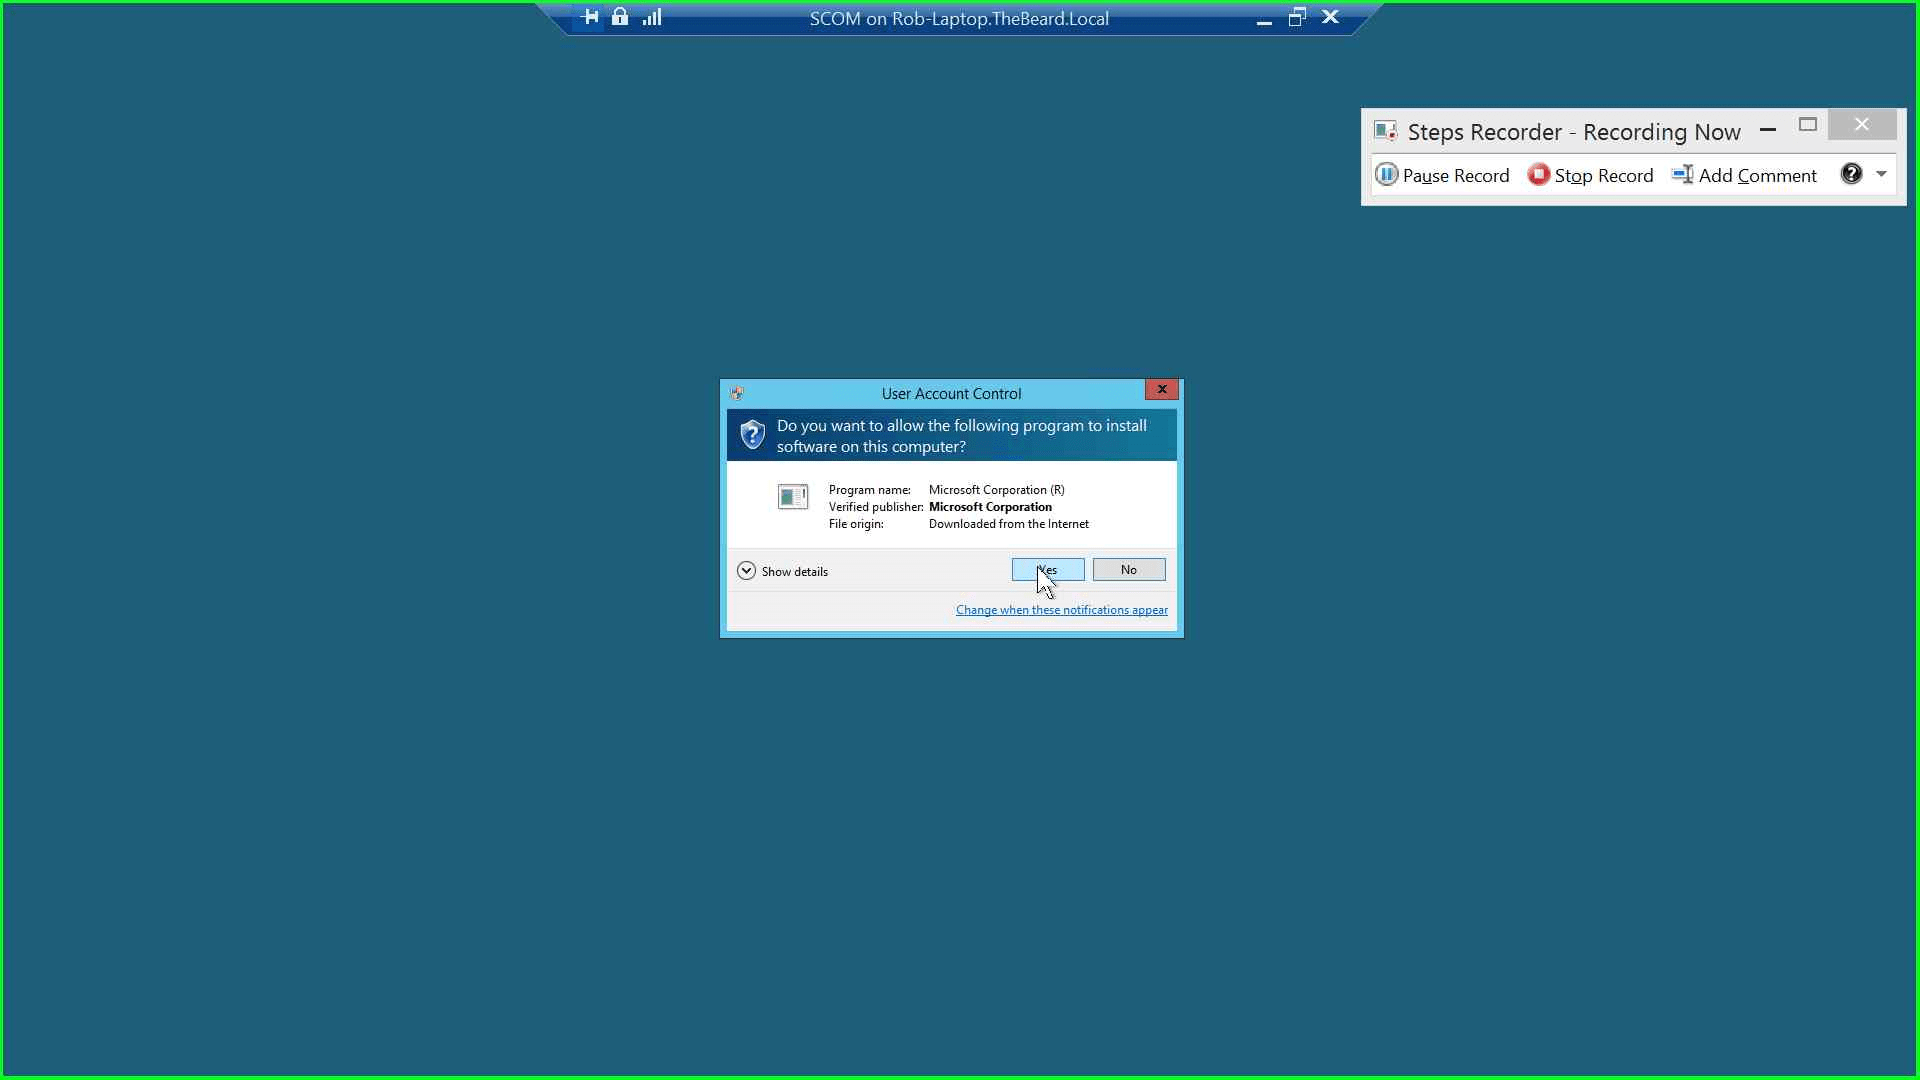 SCOM on Rob-Laptop.TheBeard.Local
Steps Recorder - Recording Now
Pause Record Stop Record Add Comment
User Account Control
Do you want to allow the following program to install
software on this computer?
Program name: Microsoft Corporation (R)
Verified publisher: Microsoft Corporation
File origin: Downloaded from the Internet
Show details Yes No
Change when these notifications appear